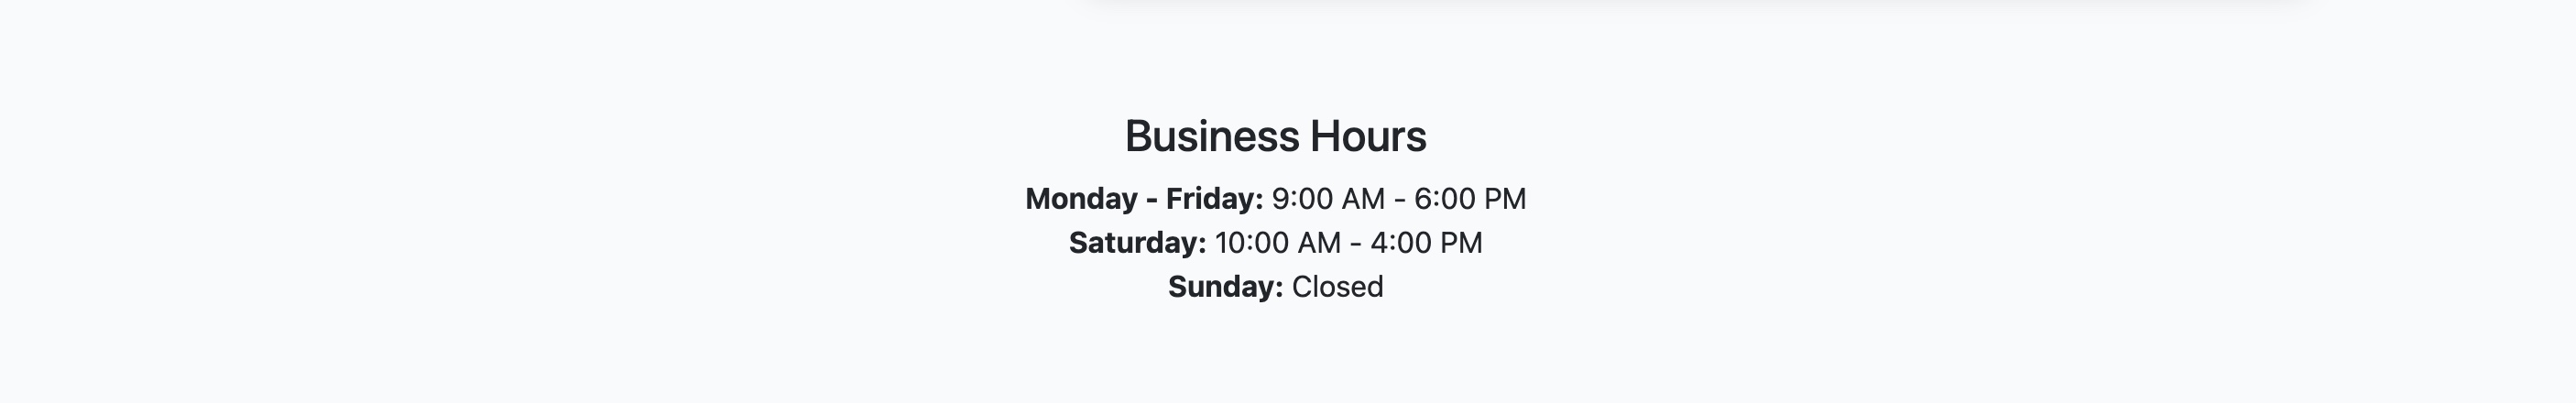 Business Hours
Monday - Friday: 9:00 AM - 6:00 PM
Saturday: 10:00 AM - 4:00 PM
Sunday: Closed